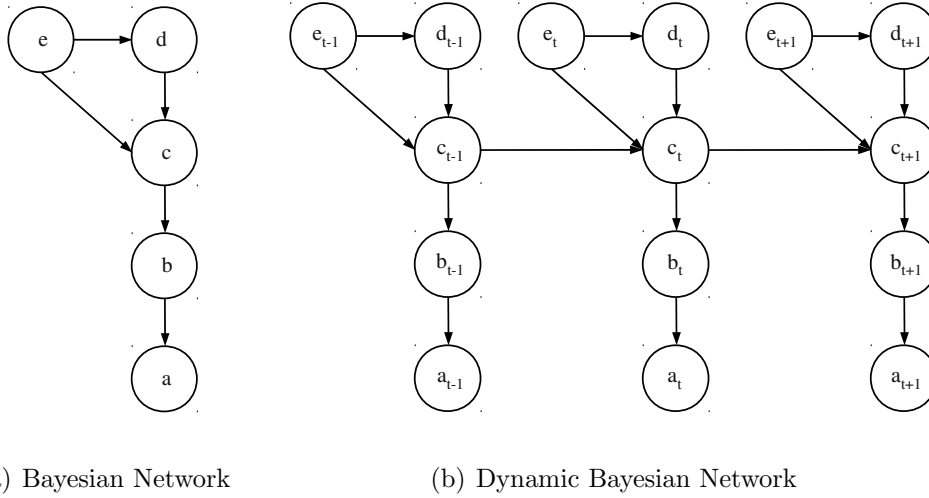 e d e_{t-1} d_{t-1} e_t d_t e_{t+1} d_{t+1}
c c_{t-1} c_t c_{t+1}
b b_{t-1} b_t b_{t+1}
a a_{t-1} a_t a_{t+1}
) Bayesian Network (b) Dynamic Bayesian Network